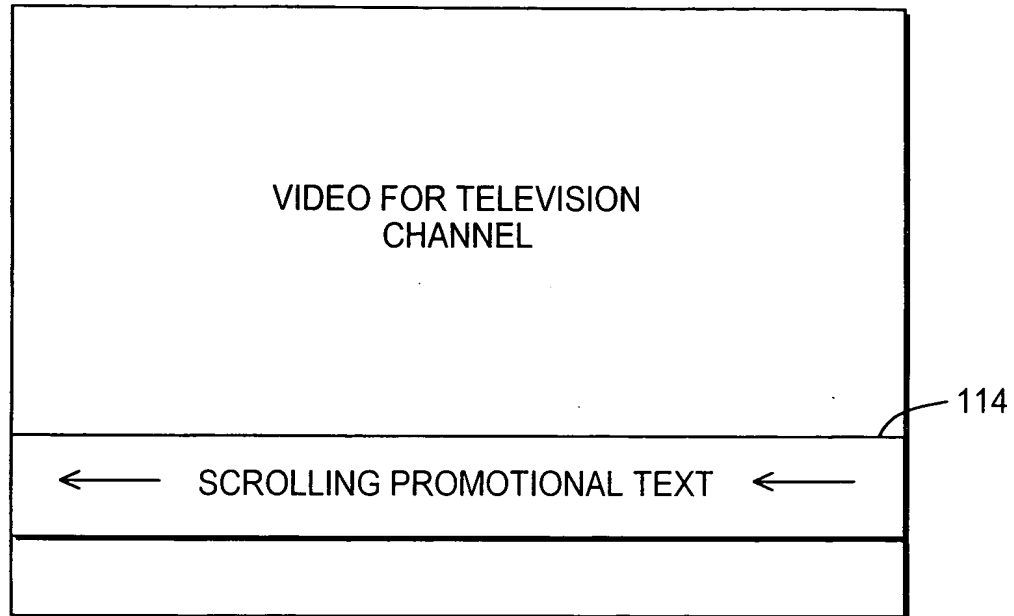 VIDEO FOR TELEVISION
CHANNEL
114
SCROLLING PROMOTIONAL TEXT